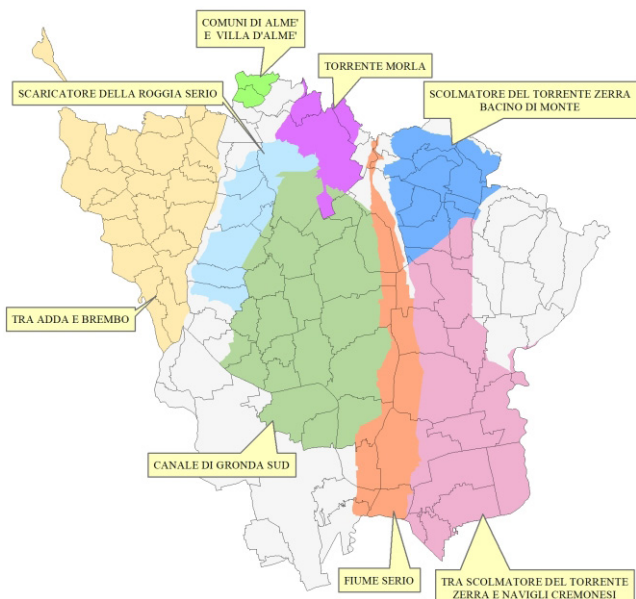 COMUNI DI ALME'
E VILLA D'ALME'
TORRENTE MORLA
SCARICATORE DELLA ROGGIA SERIO
SCOLMATORE DEL TORRENTE ZERRA
BACINO DI MONTE
TRA ADDA E BREMBO
CANALE DI GRONDA SUD
FIUME SERIO
TRA SCOLMATORE DEL TORRENTE
ZERRA E NAVIGLI CREMONESI